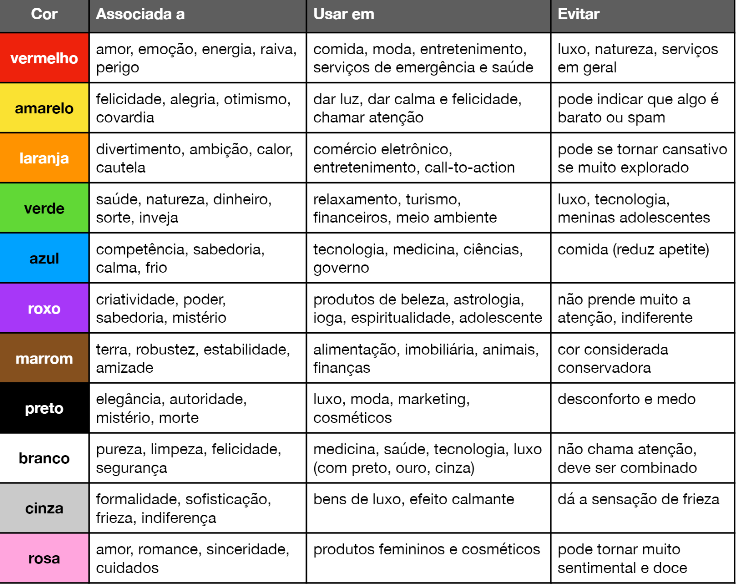 Cor Associada a Usar em Evitar
vermelho
amor, emoção, energia, raiva,
perigo
comida, moda, entretenimento,
serviços de emergência e saúde
luxo, natureza, serviços
em geral
amarelo
felicidade, alegria, otimismo,
covardia
dar luz, dar calma e felicidade,
chamar atenção
pode indicar que algo é
barato ou spam
laranja
divertimento, ambição, calor,
cautela
comércio eletrônico,
entretenimento, call-to-action
pode se tornar cansativo
se muito explorado
verde
saúde, natureza, dinheiro,
sorte, inveja
relaxamento, turismo,
financeiros, meio ambiente
luxo, tecnologia,
meninas adolescentes
azul
competência, sabedoria,
calma, frio
tecnologia, medicina, ciências,
governo
comida (reduz apetite)
roxo
criatividade, poder,
sabedoria, mistério
produtos de beleza, astrologia,
ioga, espiritualidade, adolescente
não prende muito a
atenção, indiferente
marrom
terra, robustez, estabilidade,
amizade
alimentação, imobiliária, animais,
finanças
cor considerada
conservadora
preto
elegância, autoridade,
mistério, morte
luxo, moda, marketing,
cosméticos
desconforto e medo
branco
pureza, limpeza, felicidade,
segurança
medicina, saúde, tecnologia, luxo
(com preto, ouro, cinza)
não chama atenção,
deve ser combinado
cinza
formalidade, sofisticação,
frieza, indiferença
bens de luxo, efeito calmante
dá a sensação de frieza
rosa
amor, romance, sinceridade,
cuidados
produtos femininos e cosméticos
pode tornar muito
sentimental e doce